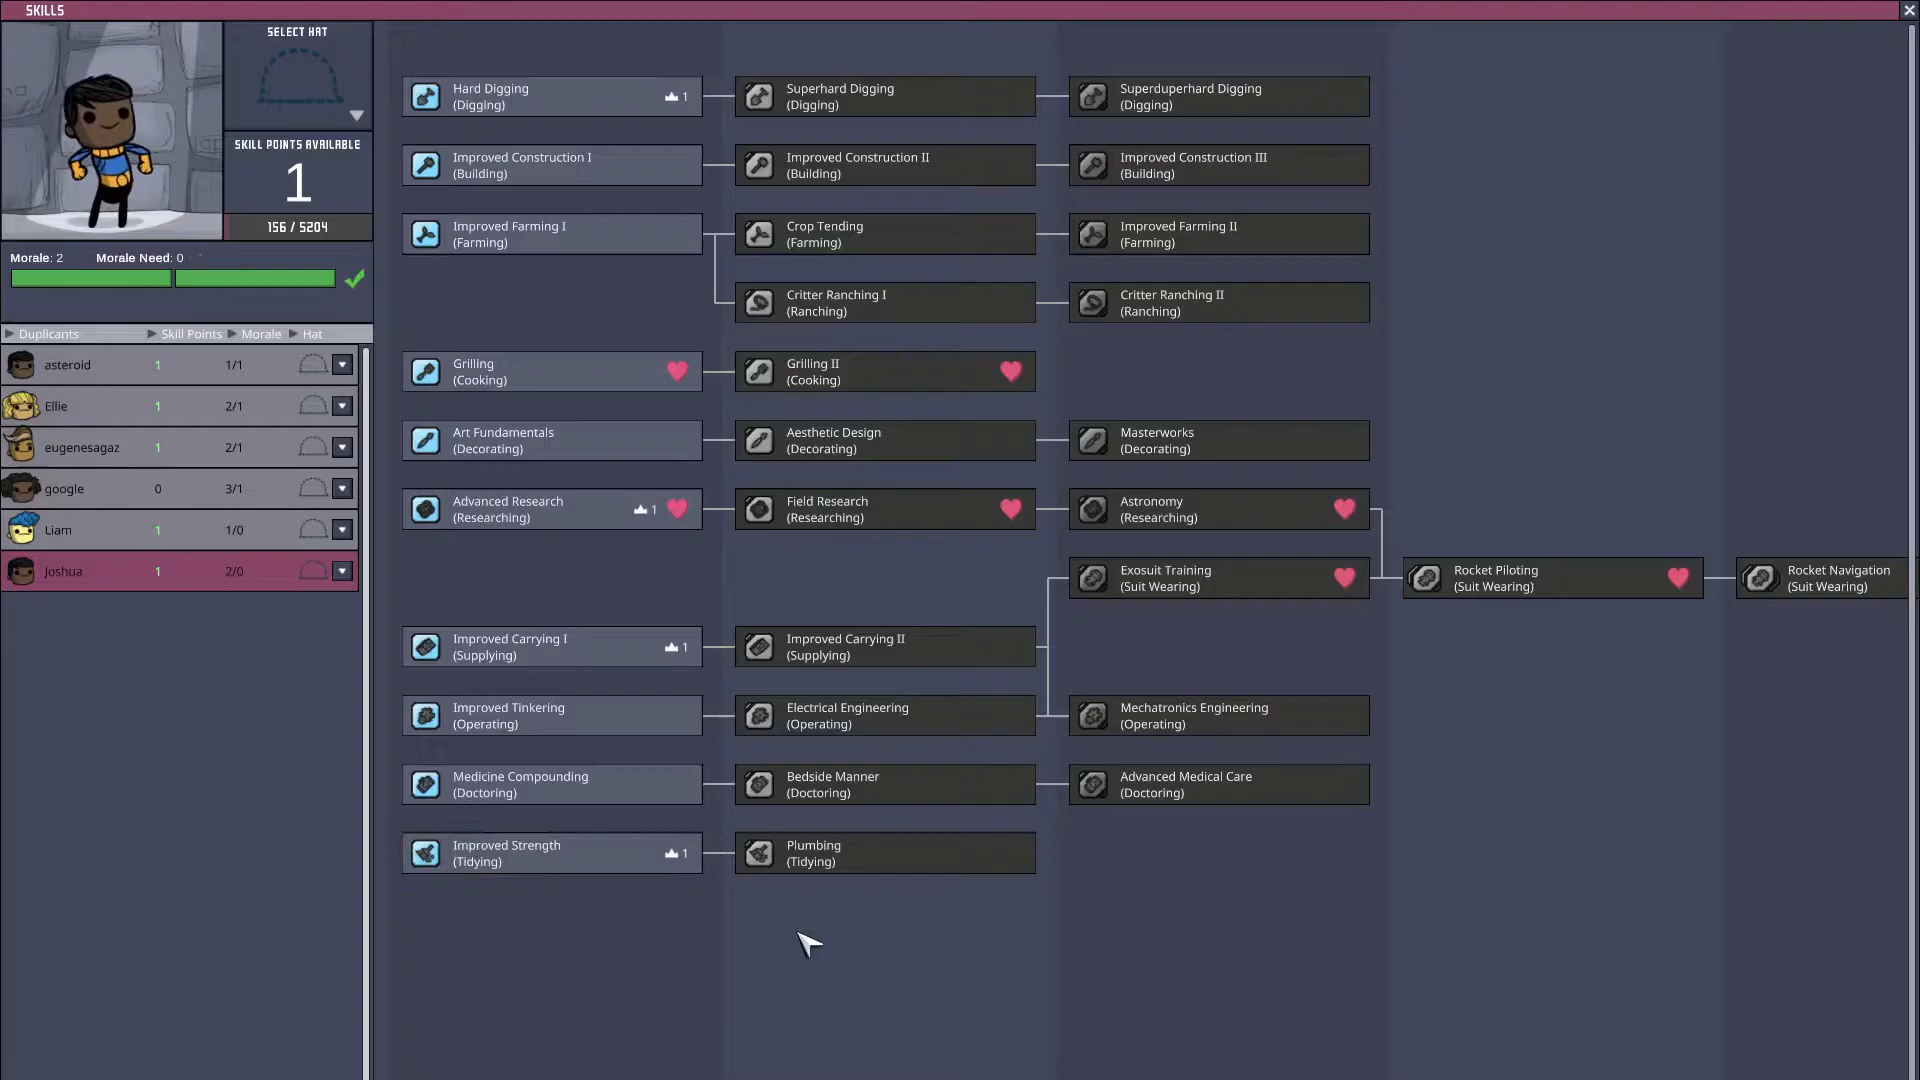 SKILLS
SELECT HAT
SKILL POINTS AVAILABLE
1
156 / 5204
Morale: 2 Morale Need: 0
Duplicants Skill Points Morale Hat
asteroid 1 1/1
Ellie 1 2/1
eugenesagaz 1 2/1
google 0 3/1
Liam 1 1/0
Joshua 1 2/0
Hard Digging
(Digging)
1
Superhard Digging
(Digging)
Superduperhard Digging
(Digging)
Improved Construction I
(Building)
Improved Construction II
(Building)
Improved Construction III
(Building)
Improved Farming I
(Farming)
Crop Tending
(Farming)
Improved Farming II
(Farming)
Critter Ranching I
(Ranching)
Critter Ranching II
(Ranching)
Grilling
(Cooking)
Grilling II
(Cooking)
Art Fundamentals
(Decorating)
Aesthetic Design
(Decorating)
Masterworks
(Decorating)
Advanced Research
(Researching)
1
Field Research
(Researching)
Astronomy
(Researching)
Exosuit Training
(Suit Wearing)
Rocket Piloting
(Suit Wearing)
Rocket Navigation
(Suit Wearing)
Improved Carrying I
(Supplying)
1
Improved Carrying II
(Supplying)
Improved Tinkering
(Operating)
Electrical Engineering
(Operating)
Mechatronics Engineering
(Operating)
Medicine Compounding
(Doctoring)
Bedside Manner
(Doctoring)
Advanced Medical Care
(Doctoring)
Improved Strength
(Tidying)
1
Plumbing
(Tidying)